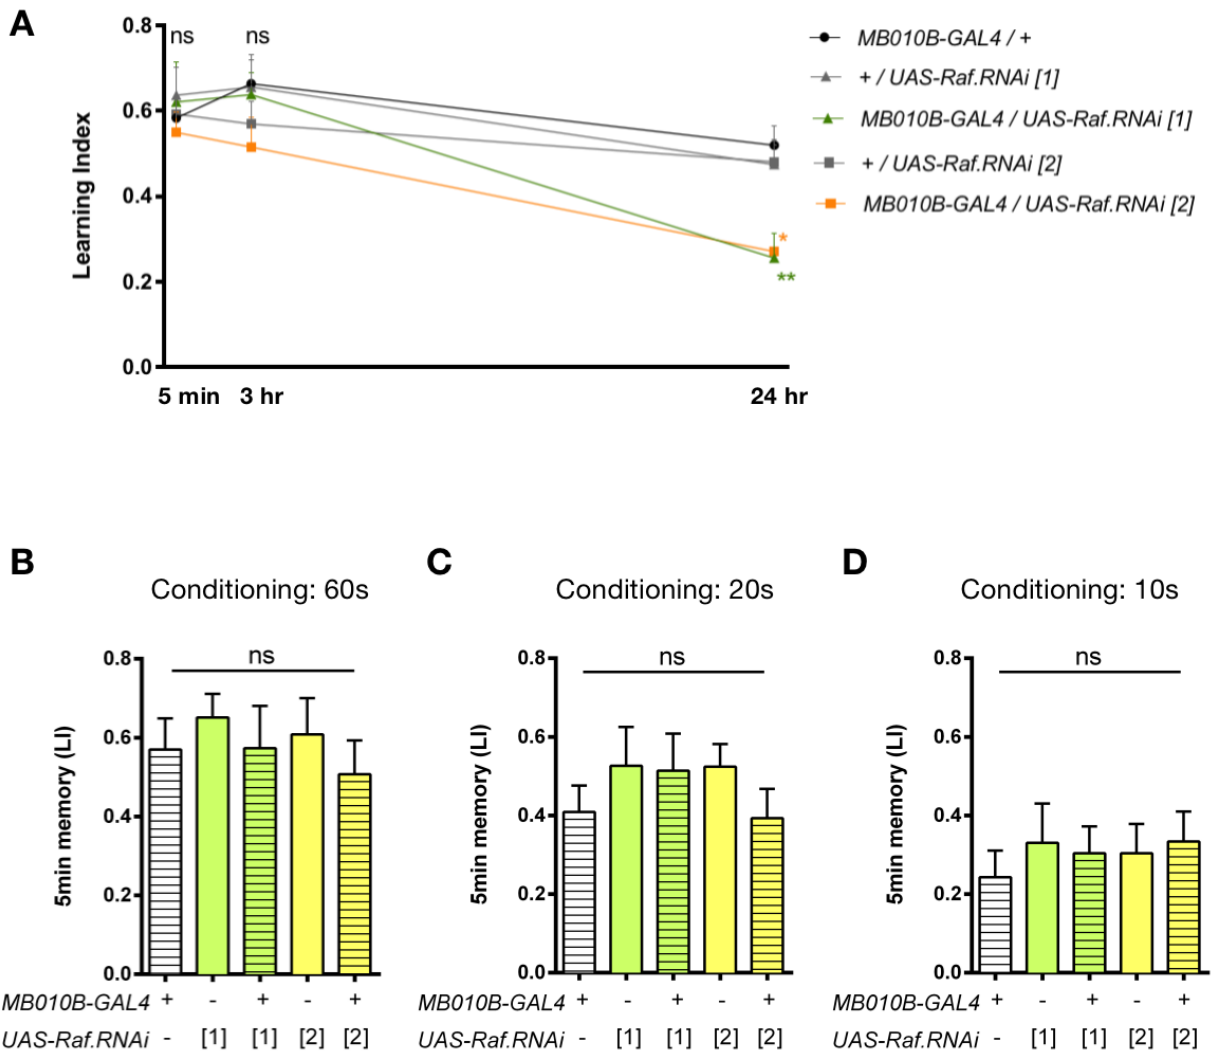 A
0.8
0.6
0.4
0.2
0.0
Learning Index
ns
ns
*
**
5 min
3 hr
24 hr
MB010B-GAL4 / +
+ / UAS-Raf.RNAi [1]
MB010B-GAL4 / UAS-Raf.RNAi [1]
+ / UAS-Raf.RNAi [2]
MB010B-GAL4 / UAS-Raf.RNAi [2]
B
Conditioning: 60s
ns
0.8
0.6
0.4
0.2
0.0
5min memory (LI)
MB010B-GAL4 + - + - +
UAS-Raf.RNAi - [1] [1] [2] [2]
C
Conditioning: 20s
ns
0.8
0.6
0.4
0.2
0.0
5min memory (LI)
MB010B-GAL4 + - + - +
UAS-Raf.RNAi - [1] [1] [2] [2]
D
Conditioning: 10s
ns
0.8
0.6
0.4
0.2
0.0
5min memory (LI)
MB010B-GAL4 + - + - +
UAS-Raf.RNAi - [1] [1] [2] [2]